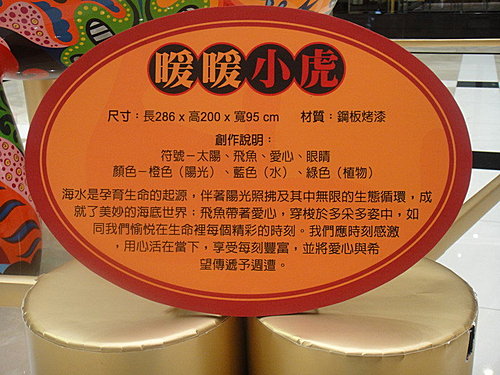 暖暖小虎
尺寸：長286 x 高200 x 寬95 cm 材質：鋼板烤漆
創作說明：
符號－太陽、飛魚、愛心、眼睛
顏色－橙色（陽光）、藍色（水）、綠色（植物）
海水是孕育生命的起源，伴著陽光照拂及其中無限的生態循環，成
就了美妙的海底世界；飛魚帶著愛心，穿梭於多采多姿中，如
同我們愉悅在生命裡每個精彩的時刻。我們應時刻感激
，用心活在當下，享受每刻豐富，並將愛心與希
望傳遞予週遭。